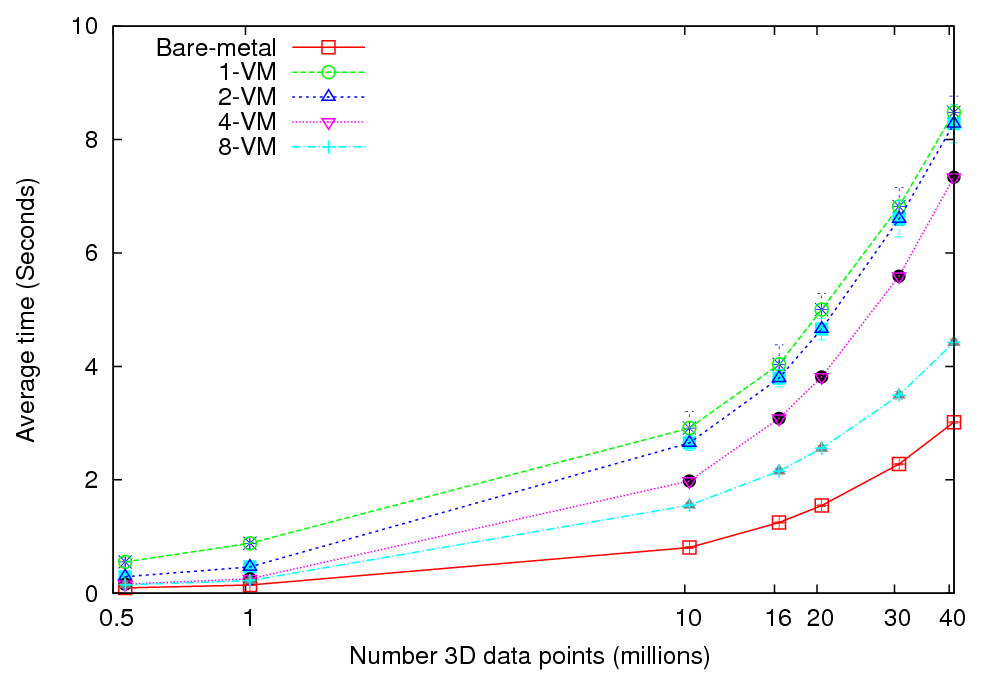 10
8
6
4
2
0
Average time (Seconds)
Bare-metal
1-VM
2-VM
4-VM
8-VM
0.5 1 10 16 20 30 40
Number 3D data points (millions)